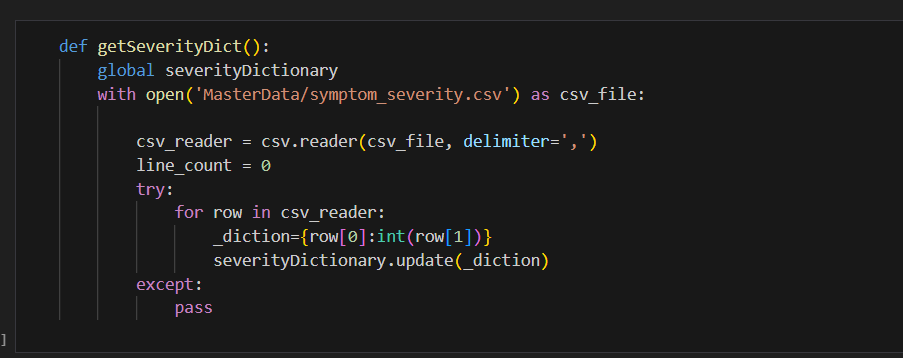 def getSeverityDict():
    global severityDictionary
    with open('MasterData/symptom_severity.csv') as csv_file:

        csv_reader = csv.reader(csv_file, delimiter=',')
        line_count = 0
        try:
            for row in csv_reader:
                _diction={row[0]:int(row[1])}
                severityDictionary.update(_diction)
        except:
            pass
]